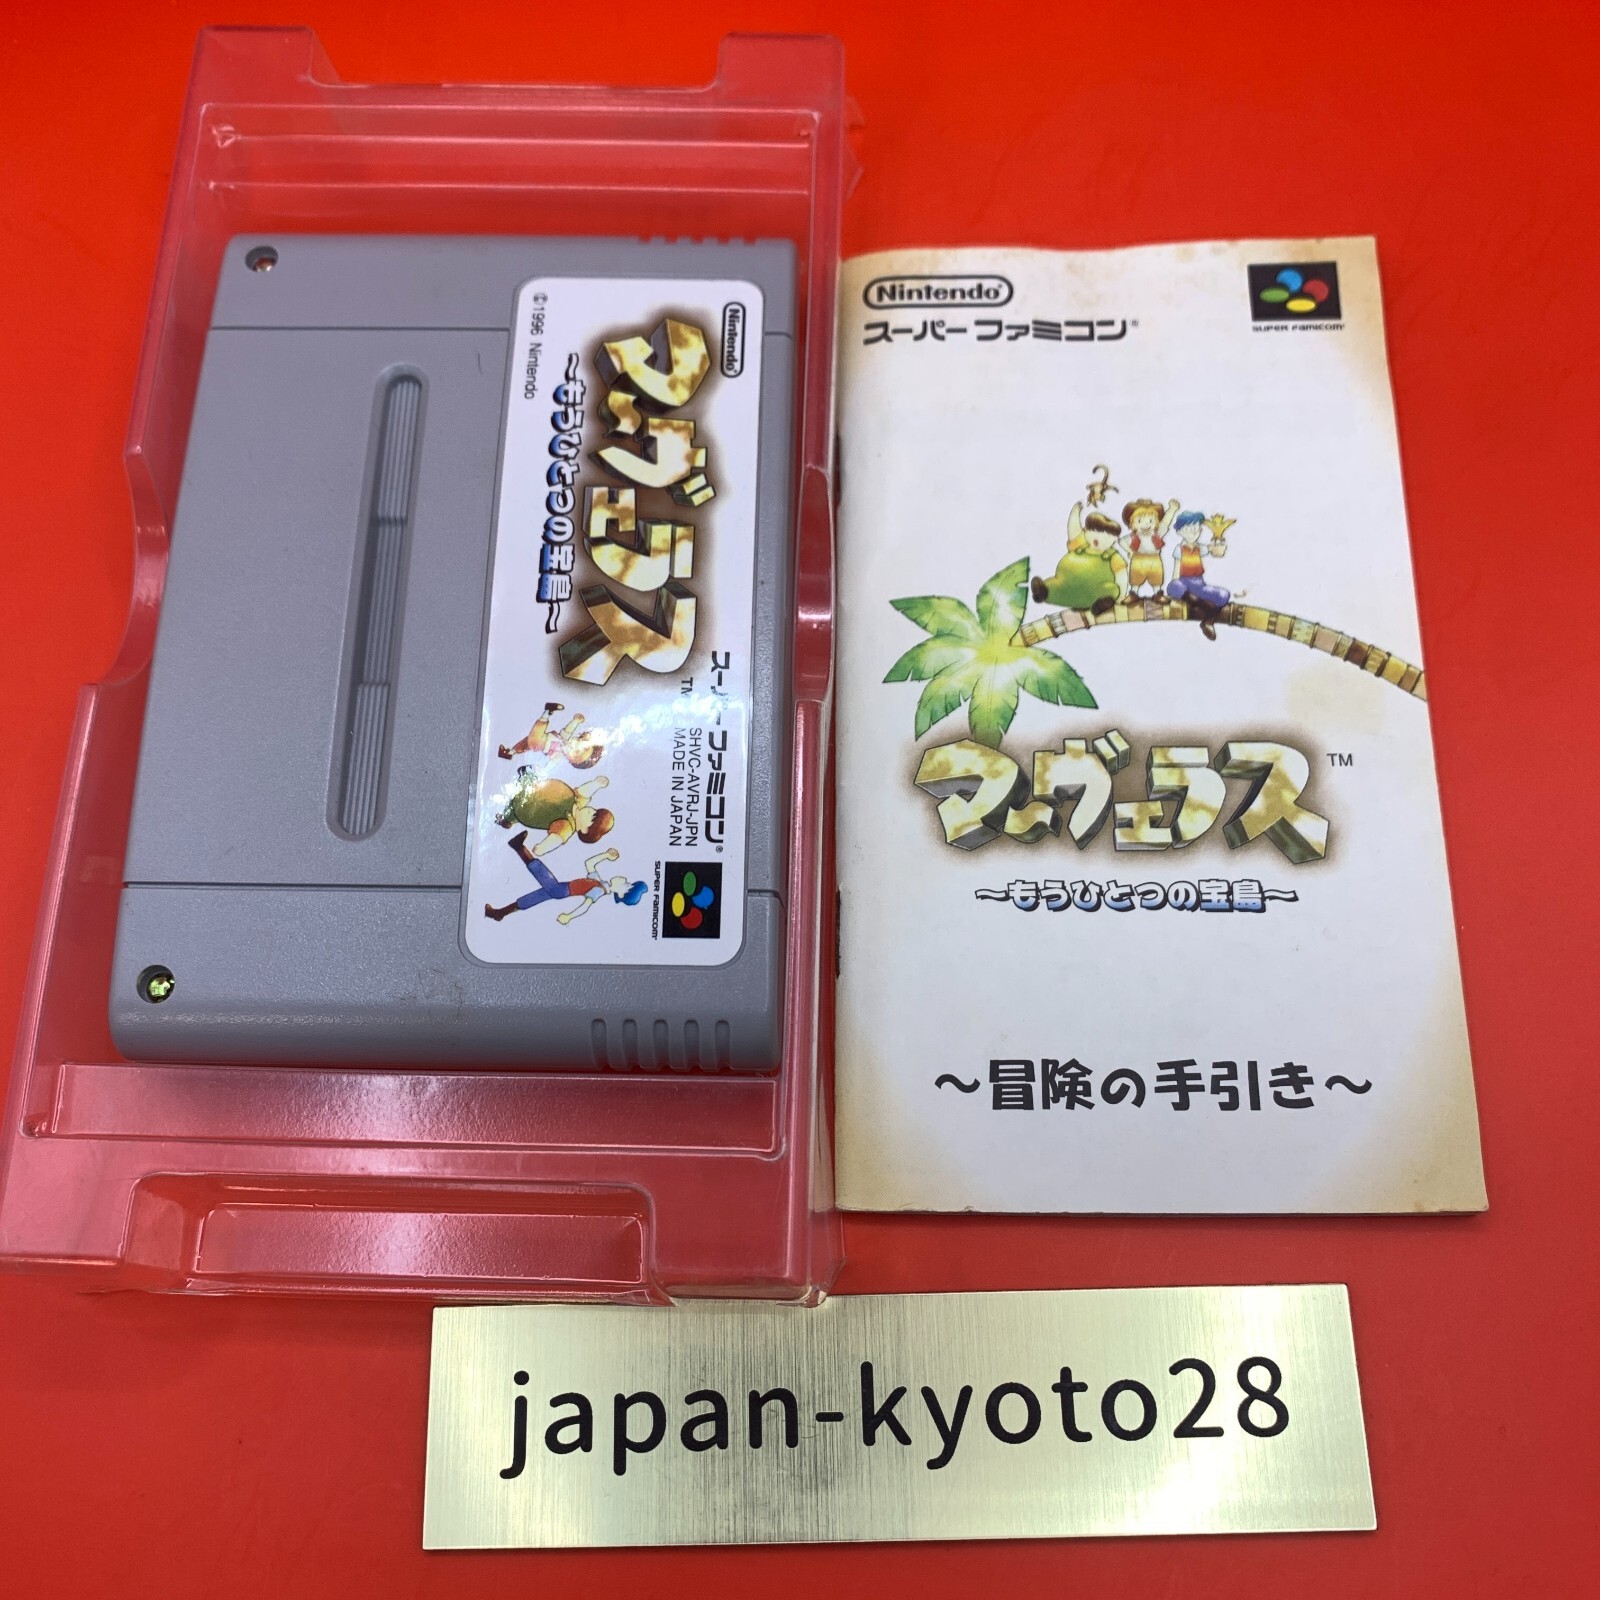 Nintendo
マーヴェラス
～もうひとつの宝島～
©1996 Nintendo
スーパーファミコン®
TM
SHVC-AVRJ-JPN
MADE IN JAPAN
SUPER FAMICOM
Nintendo®
スーパーファミコン®
SUPER FAMICOM
マーヴェラス™
～もうひとつの宝島～
～冒険の手引き～
japan-kyoto28